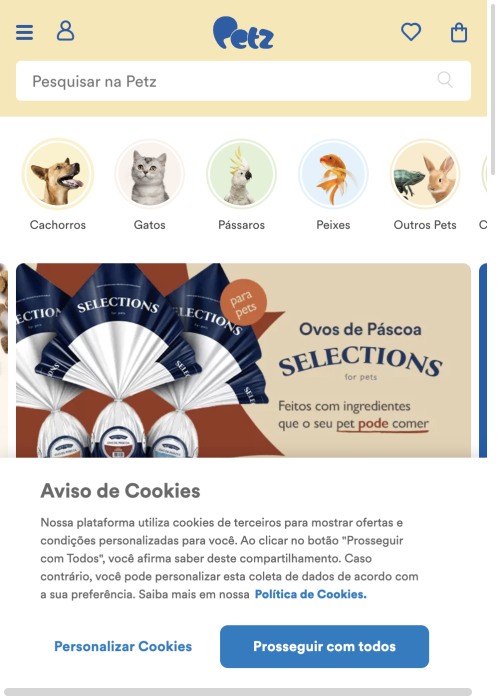 Petz
Pesquisar na Petz
Cachorros
Gatos
Pássaros
Peixes
Outros Pets
C
SELECTIONS
SELECTIONS
for pets
para
pets
Ovos de Páscoa
SELECTIONS
for pets
Feitos com ingredientes
que o seu pet pode comer
Aviso de Cookies
Nossa plataforma utiliza cookies de terceiros para mostrar ofertas e
condições personalizadas para você. Ao clicar no botão "Prosseguir
com Todos", você afirma saber deste compartilhamento. Caso
contrário, você pode personalizar esta coleta de dados de acordo com
a sua preferência. Saiba mais em nossa Política de Cookies.
Personalizar Cookies
Prosseguir com todos